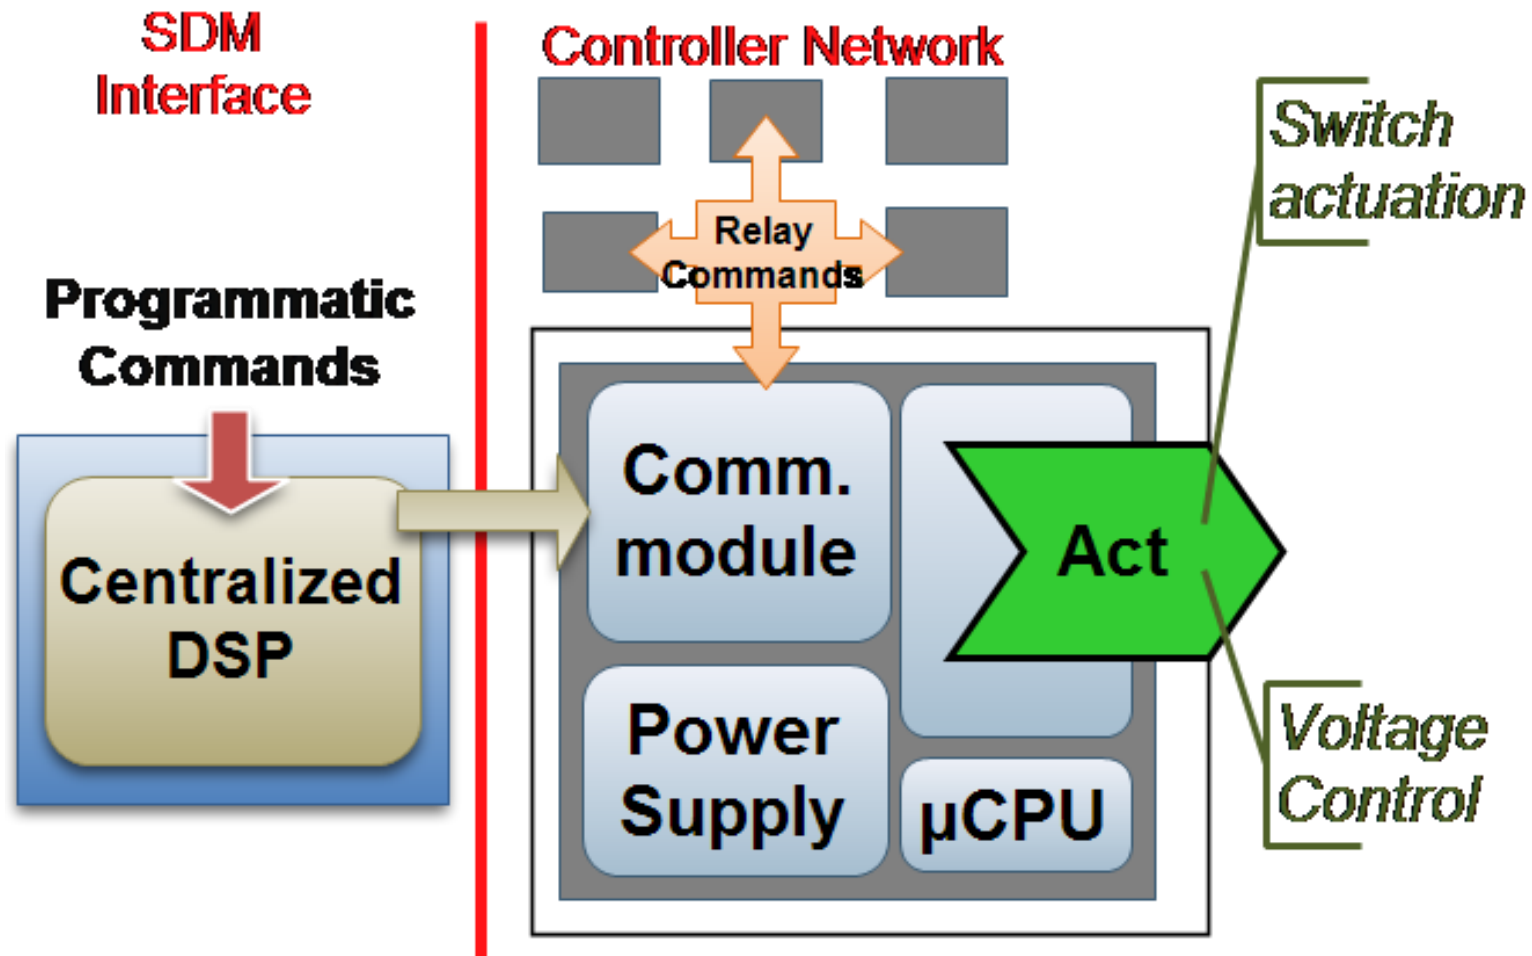 SDM
Interface
Controller Network
Switch
actuation
Relay
Commands
Programmatic
Commands
Centralized
DSP
Comm.
module
Act
Power
Supply
µCPU
Voltage
Control